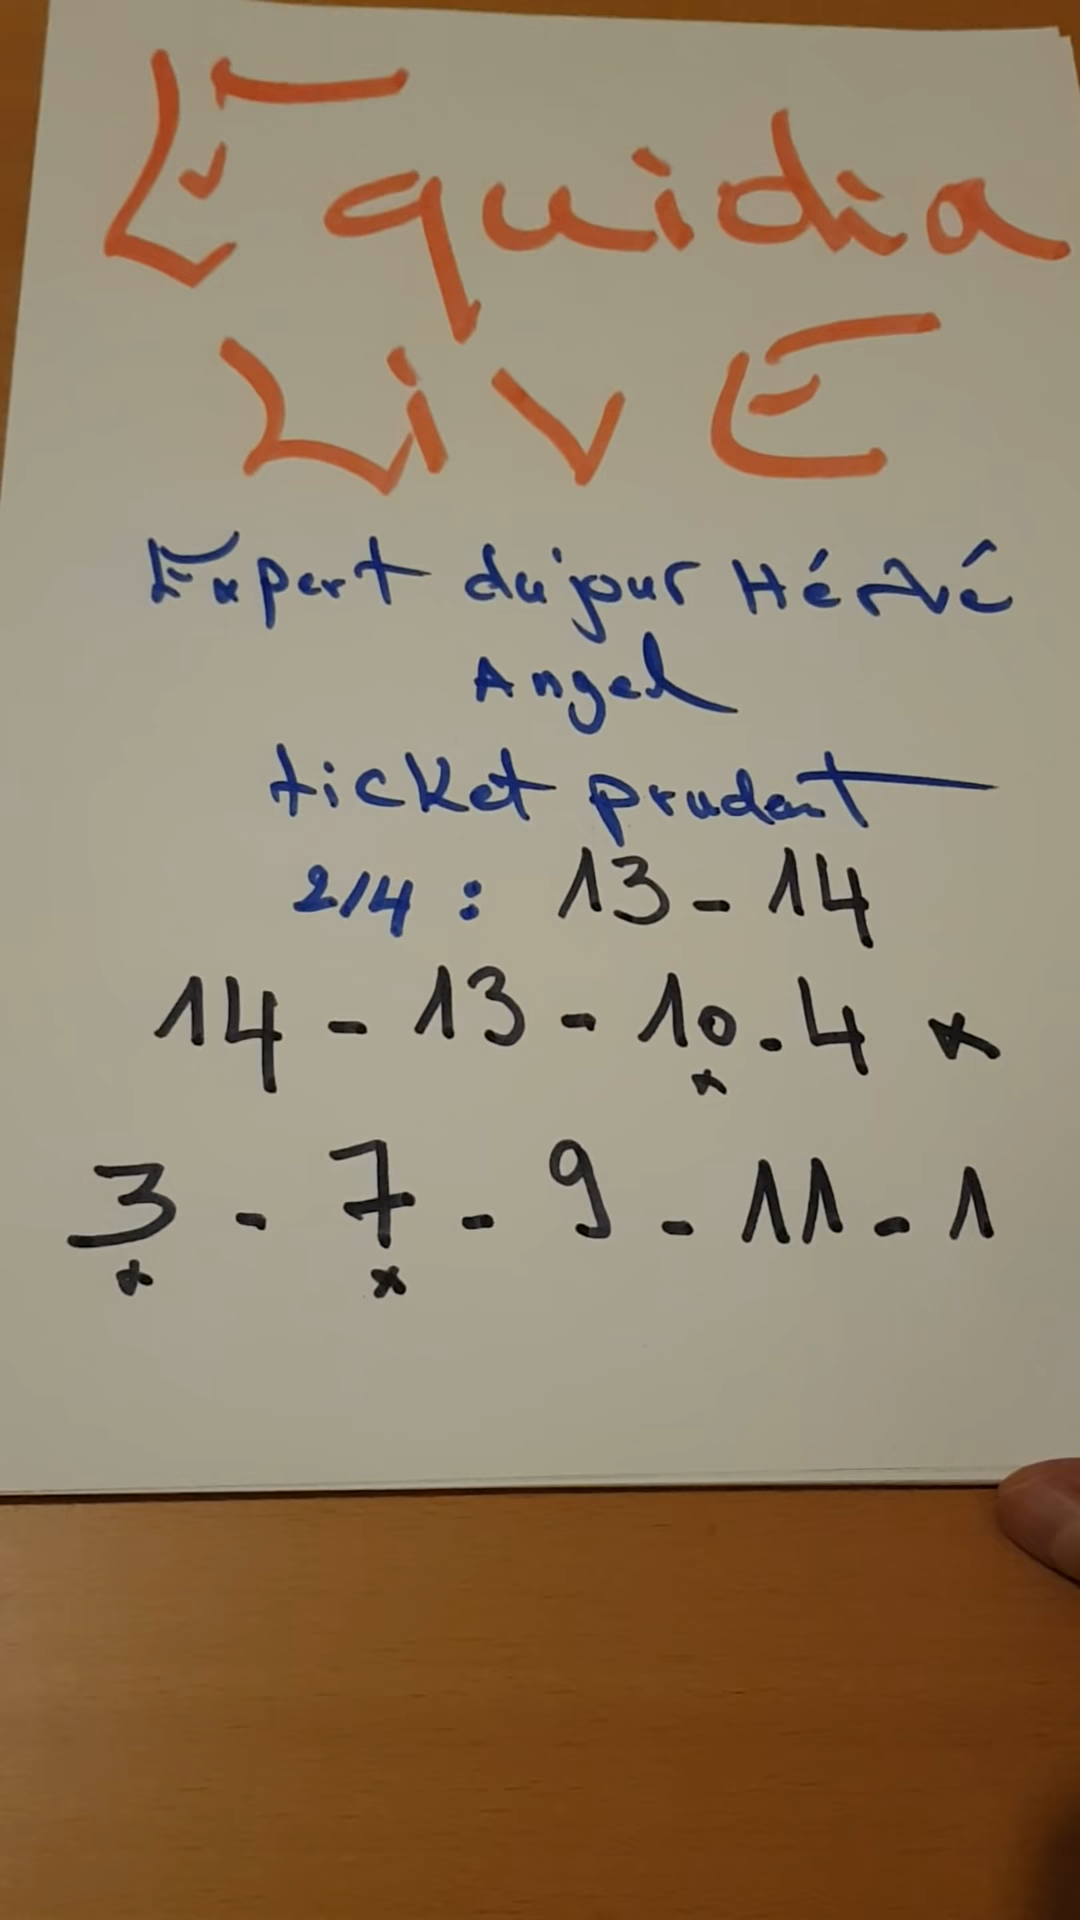 Equidia
LivE
Expert du jour Hérvé
Angel
ticket prudent
2/4 : 13 - 14
14 - 13 - 10 . 4 *
*
3 - 7 - 9 - 11 - 1
* *